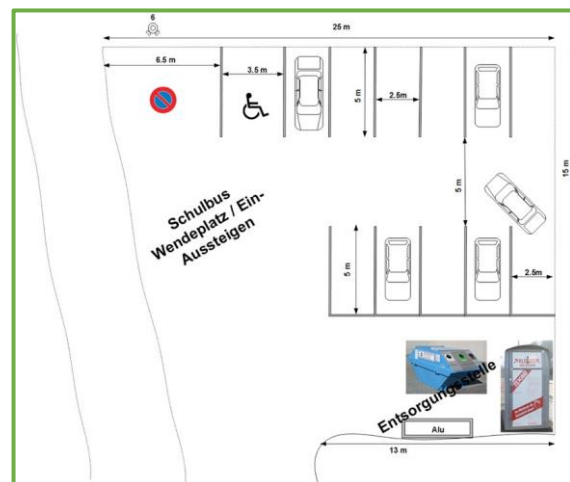 6
25 m
6.5 m
3.5 m
5 m
2.5m
5 m
15 m
Schulbus
Wendeplatz / Ein-
Aussteigen
5 m
2.5m
Entsorgungsstelle
Alu
13 m